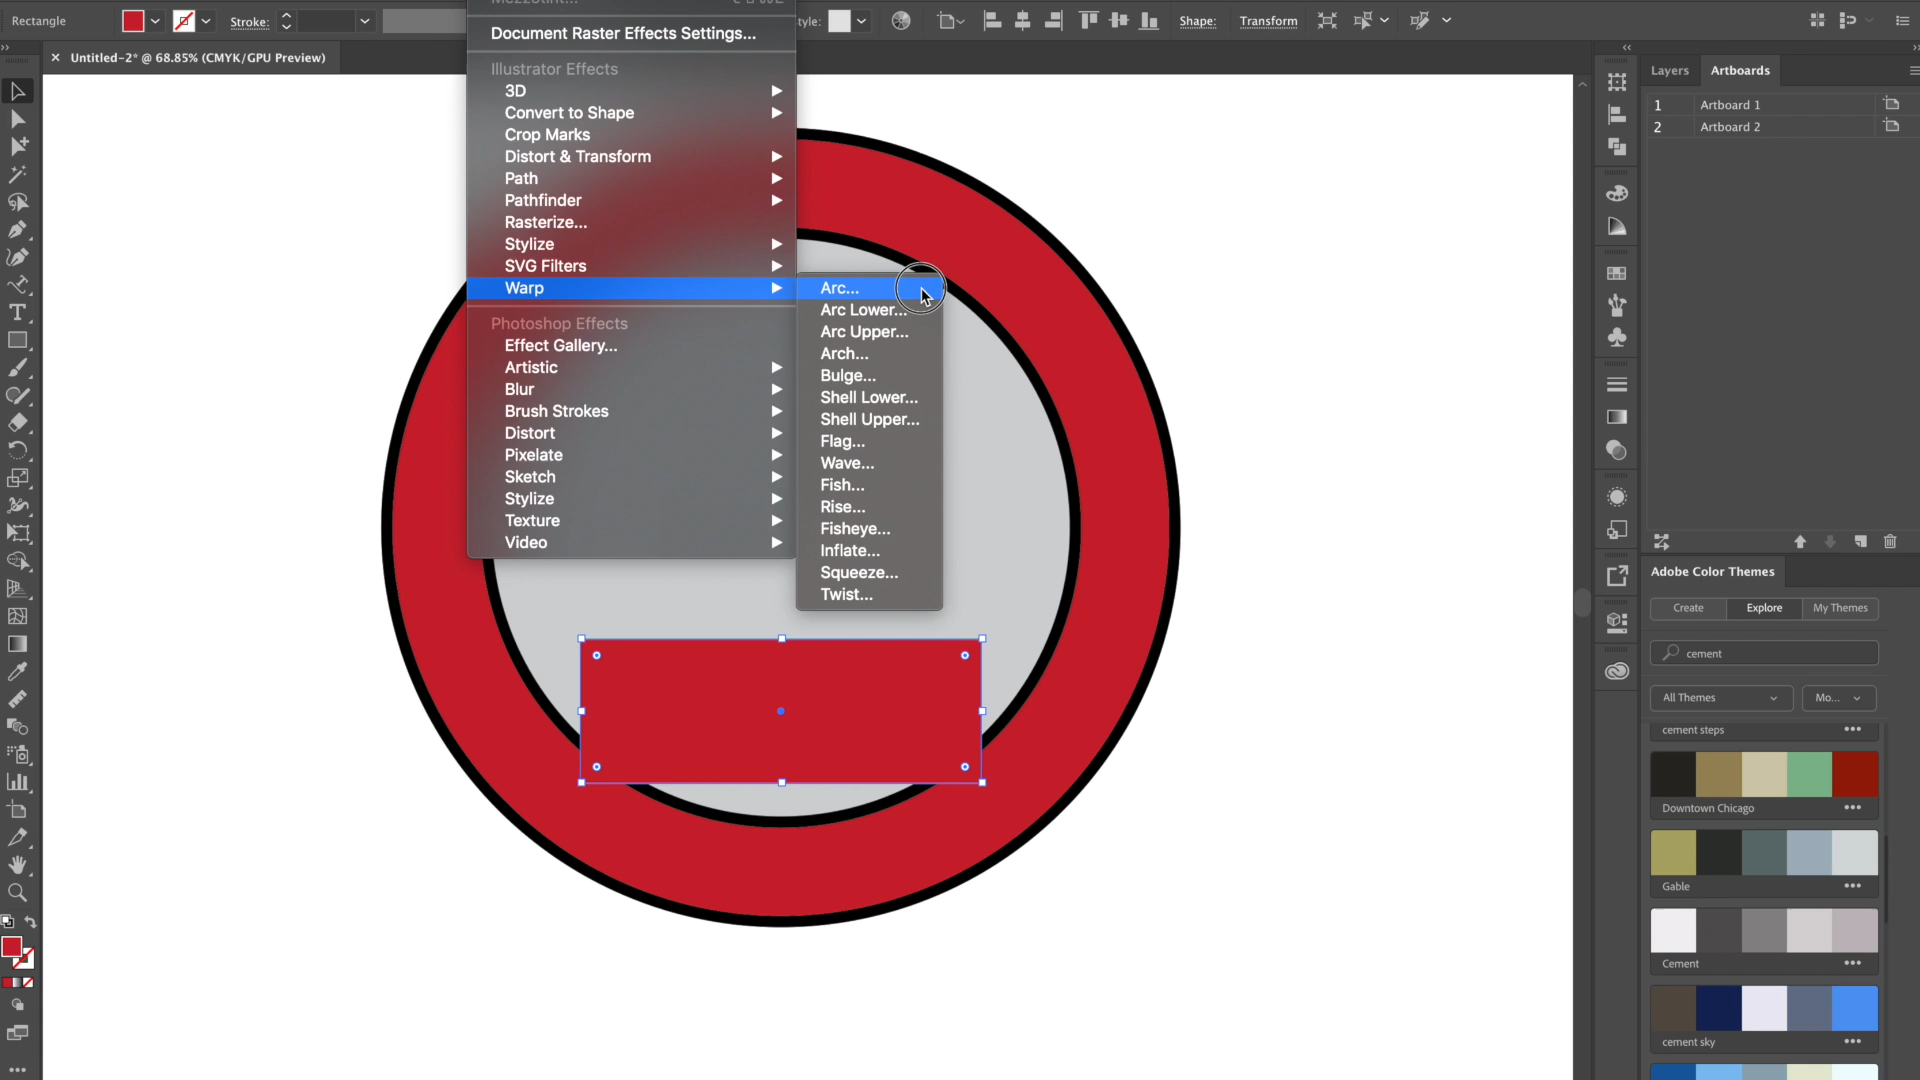 Rectangle
Stroke:
tyle:
Shape:
Transform
Document Raster Effects Settings...
× Untitled-2* @ 68.85% (CMYK/GPU Preview)
Illustrator Effects
3D
Convert to Shape
Crop Marks
Distort & Transform
Path
Pathfinder
Rasterize...
Stylize
SVG Filters
Warp
Photoshop Effects
Effect Gallery...
Artistic
Blur
Brush Strokes
Distort
Pixelate
Sketch
Stylize
Texture
Video
Arc...
Arc Lower...
Arc Upper...
Arch...
Bulge...
Shell Lower...
Shell Upper...
Flag...
Wave...
Fish...
Rise...
Fisheye...
Inflate...
Squeeze...
Twist...
Layers
Artboards
1 Artboard 1
2 Artboard 2
Adobe Color Themes
Create
Explore
My Themes
cement
All Themes
Mo...
cement steps
Downtown Chicago
Gable
Cement
cement sky